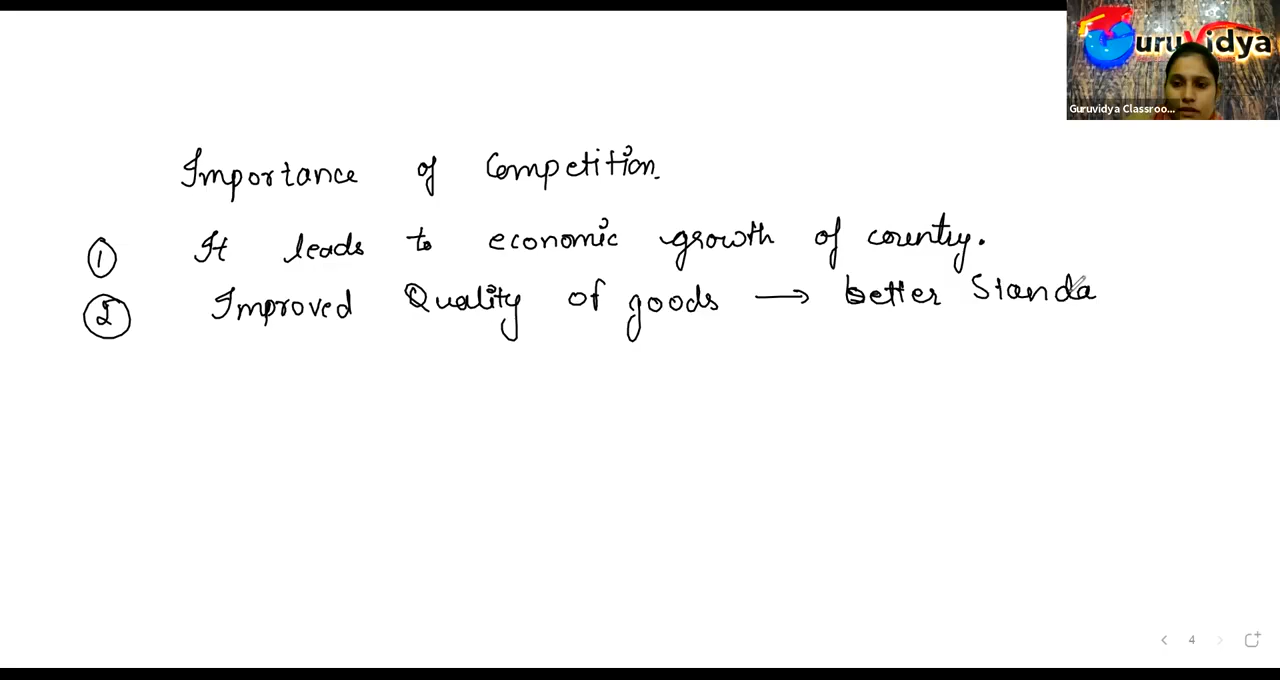 GuruVidya
Guruvidya Classroo...
Importance of Competition.
① It leads to economic growth of country.
② Improved Quality of goods → better Standa
4